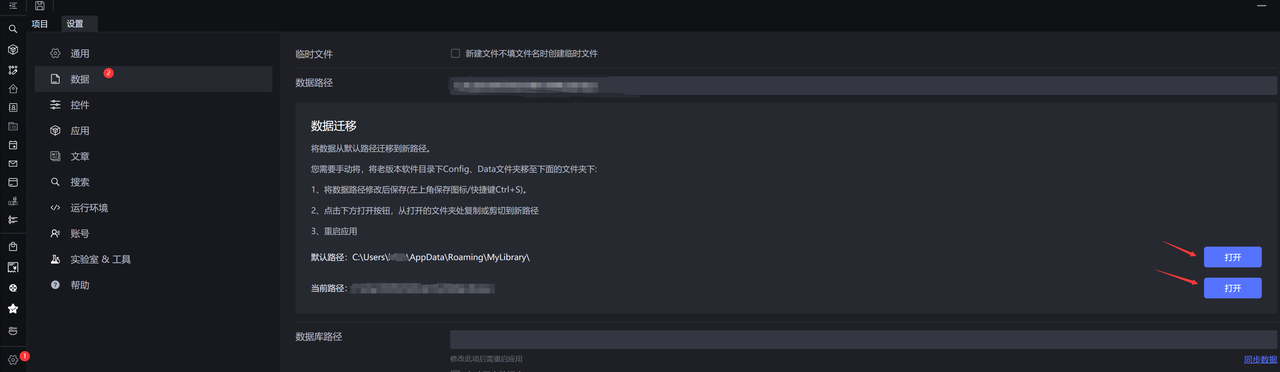 项目 设置
通用
数据 2
控件
应用
文章
搜索
运行环境
账号
实验室 & 工具
帮助
1
临时文件 新建文件不填文件名时创建临时文件
数据路径
数据迁移
将数据从默认路径迁移到新路径。
您需要手动将，将老版本软件目录下Config、Data文件夹移至下面的文件夹下:
1、将数据路径修改后保存(左上角保存图标/快捷键Ctrl+S)。
2、点击下方打开按钮，从打开的文件夹处复制或剪切到新路径
3、重启应用
默认路径：C:\Users\ \AppData\Roaming\MyLibrary\ 打开
当前路径： 打开
数据库路径
修改此项后需重启应用 同步数据